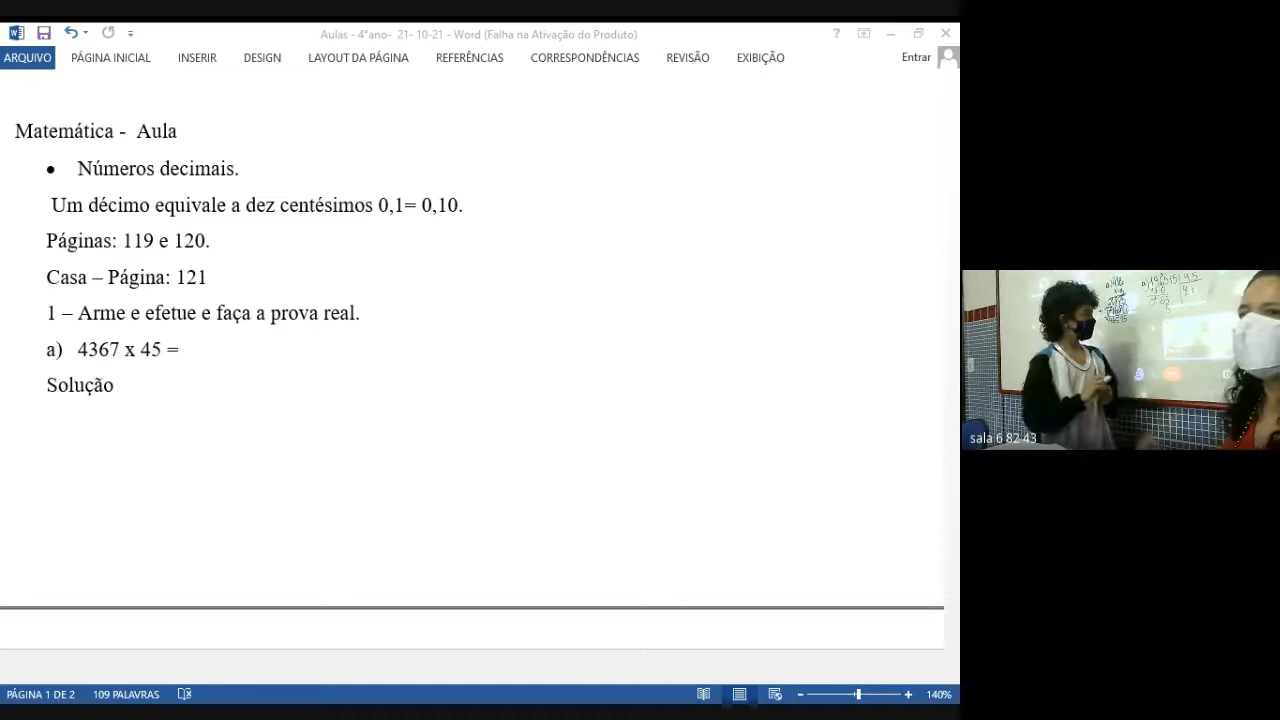 Aulas - 4°ano- 21- 10-21 - Word (Falha na Ativação do Produto)
ARQUIVO PÁGINA INICIAL INSERIR DESIGN LAYOUT DA PÁGINA REFERÊNCIAS CORRESPONDÊNCIAS REVISÃO EXIBIÇÃO Entrar
Matemática - Aula
• Números decimais.
Um décimo equivale a dez centésimos 0,1= 0,10.
Páginas: 119 e 120.
Casa – Página: 121
1 – Arme e efetue e faça a prova real.
a) 4367 x 45 =
Solução
sala 6 82 43
PÁGINA 1 DE 2 109 PALAVRAS 140%